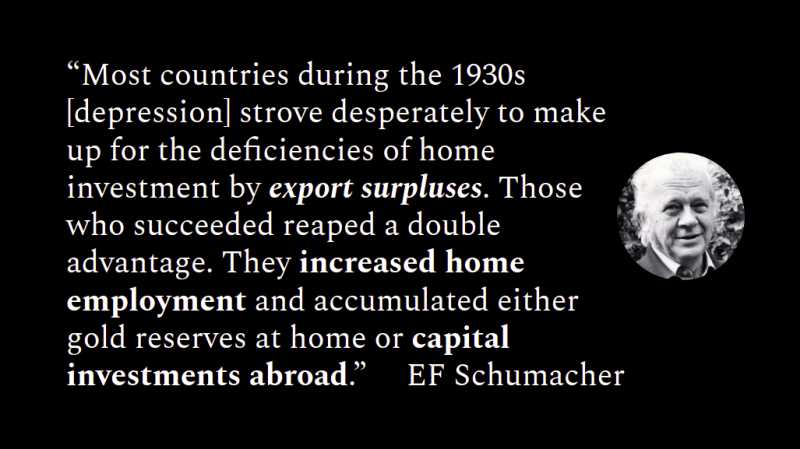 “Most countries during the 1930s
[depression] strove desperately to make
up for the deficiencies of home
investment by export surpluses. Those
who succeeded reaped a double
advantage. They increased home
employment and accumulated either
gold reserves at home or capital
investments abroad.” EF Schumacher